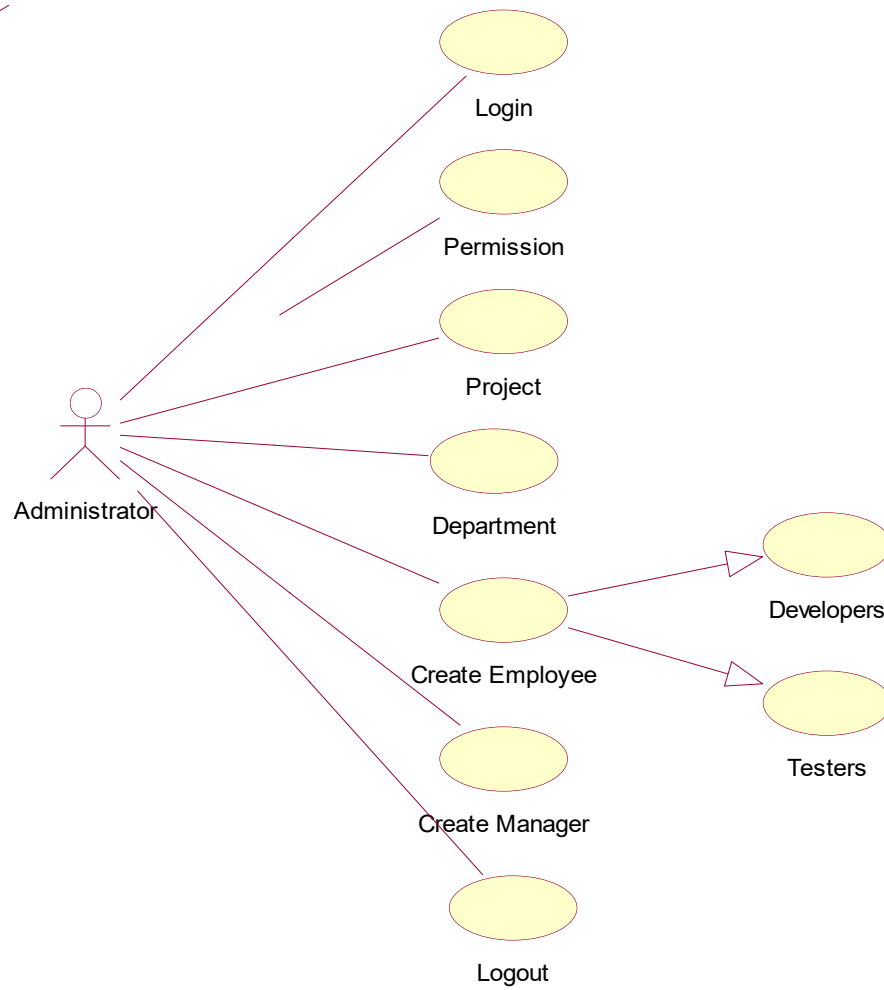 Login
Permission
Project
Administrator
Department
Developers
Create Employee
Testers
Create Manager
Logout